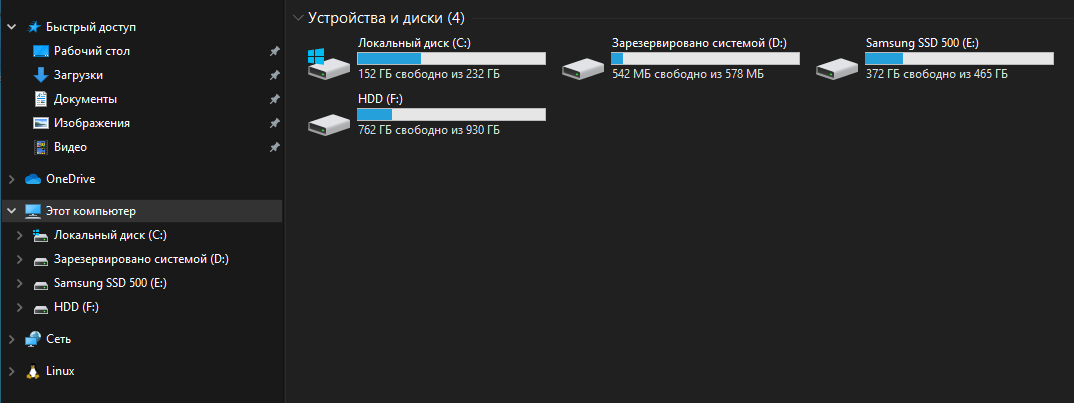 Быстрый доступ
Рабочий стол
Загрузки
Документы
Изображения
Видео
OneDrive
Этот компьютер
Локальный диск (C:)
Зарезервировано системой (D:)
Samsung SSD 500 (E:)
HDD (F:)
Сеть
Linux
Устройства и диски (4)
Локальный диск (C:)
152 ГБ свободно из 232 ГБ
Зарезервировано системой (D:)
542 МБ свободно из 578 МБ
Samsung SSD 500 (E:)
372 ГБ свободно из 465 ГБ
HDD (F:)
762 ГБ свободно из 930 ГБ